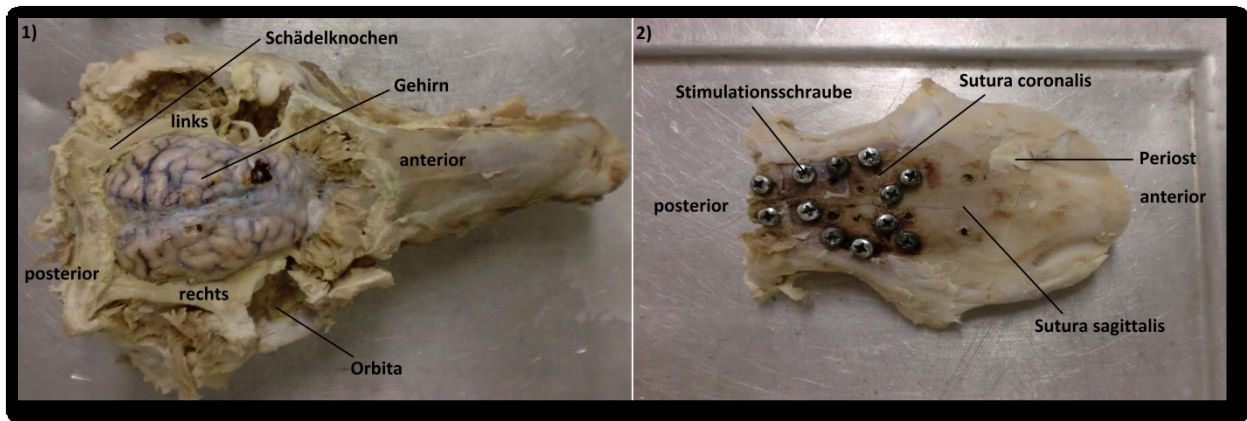 1)
Schädelknochen
Gehirn
links
anterior
posterior
rechts
Orbita
2)
Stimulationsschraube
Sutura coronalis
Periost
anterior
posterior
Sutura sagittalis